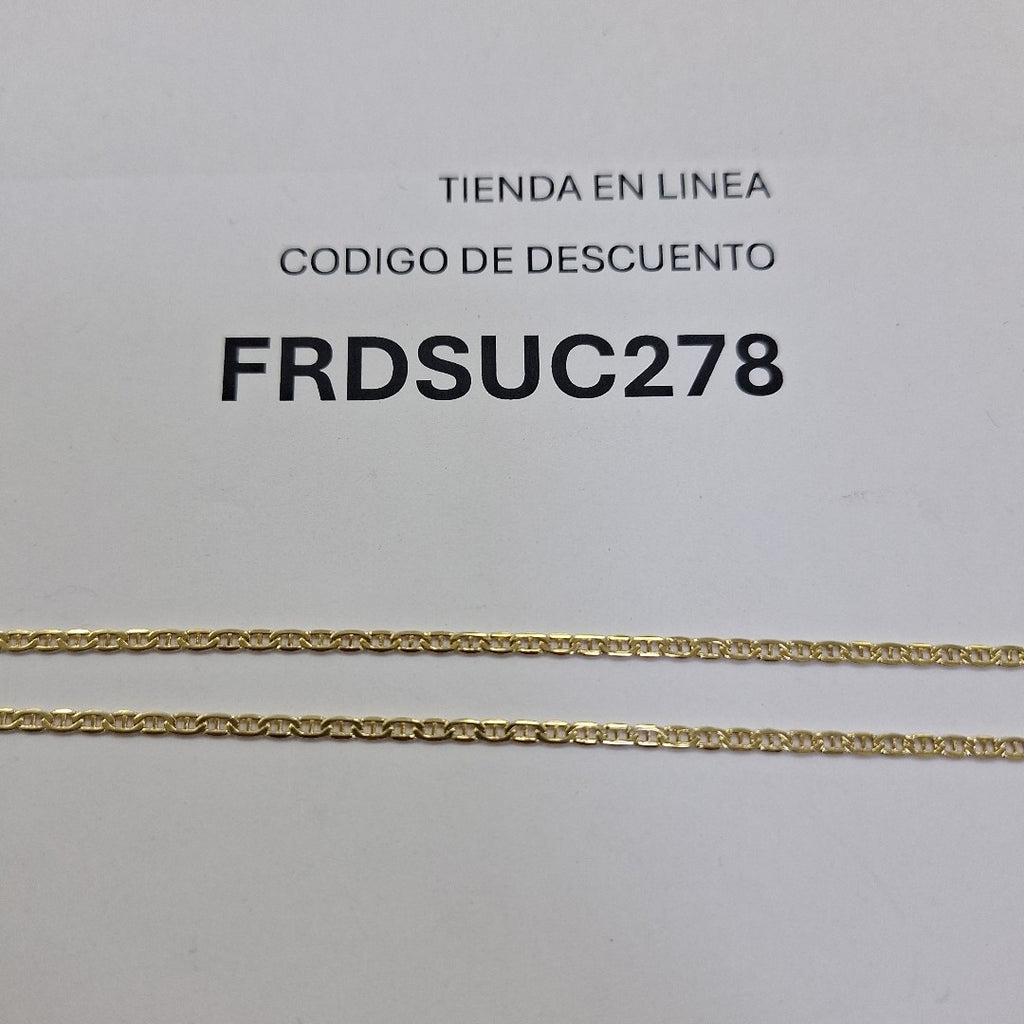 TIENDA EN LINEA
CODIGO DE DESCUENTO
FRDSUC278